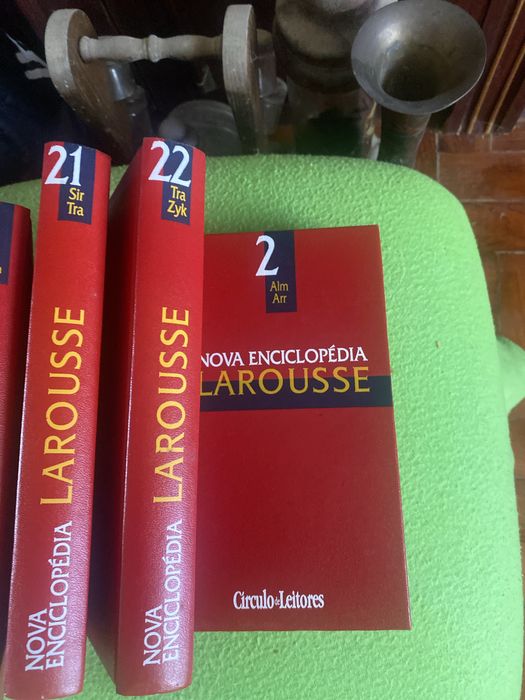 21
Sir
Tra
LAROUSSE
NOVA
ENCICLOPÉDIA
22
Tra
Zyk
LAROUSSE
NOVA
ENCICLOPÉDIA
2
Alm
Arr
NOVA ENCICLOPÉDIA
LAROUSSE
Círculo de Leitores